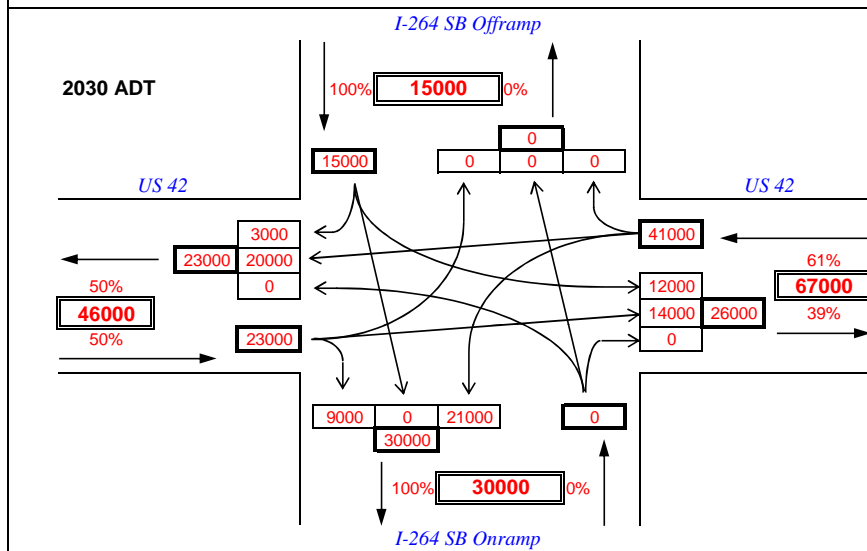 I-264 SB Offramp
2030 ADT
100% 15000 0%
0
15000 0 0 0
US 42 US 42
3000 41000
23000 20000 61%
50% 0 12000 67000
46000 14000 26000 39%
50% 23000 0
9000 0 21000 0
30000
100% 30000 0%
I-264 SB Onramp